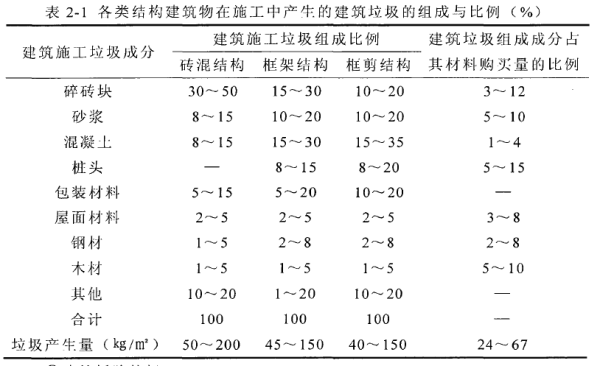 表 2-1 各类结构建筑物在施工中产生的建筑垃圾的组成与比例（%）
建筑施工垃圾成分 建筑施工垃圾组成比例 建筑垃圾组成成分占其材料购买量的比例
砖混结构 框架结构 框剪结构
碎砖块 30～50 15～30 10～20 3～12
砂浆 8～15 10～20 10～20 5～10
混凝土 8～15 15～30 15～35 1～4
桩头 — 8～15 8～20 5～15
包装材料 5～15 5～20 10～20 —
屋面材料 2～5 2～5 2～5 3～8
钢材 1～5 2～8 2～8 2～8
木材 1～5 1～5 1～5 5～10
其他 10～20 1～20 10～20 —
合计 100 100 100 —
垃圾产生量（kg/m²） 50～200 45～150 40～150 24～67